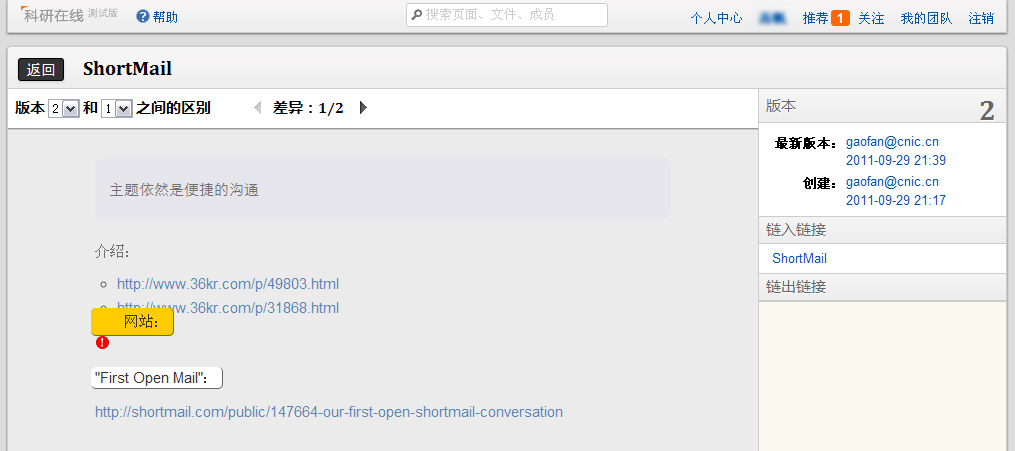 科研在线 测试版 帮助 搜索页面、文件、成员 个人中心 推荐 1 关注 我的团队 注销
返回 ShortMail
版本 2 和 1 之间的区别 差异：1/2
版本 2
最新版本： gaofan@cnic.cn
2011-09-29 21:39
创建： gaofan@cnic.cn
2011-09-29 21:17
链入链接
ShortMail
链出链接
主题依然是便捷的沟通
介绍：
http://www.36kr.com/p/49803.html
http://www.36kr.com/p/31868.html
网站：
"First Open Mail"：
http://shortmail.com/public/147664-our-first-open-shortmail-conversation